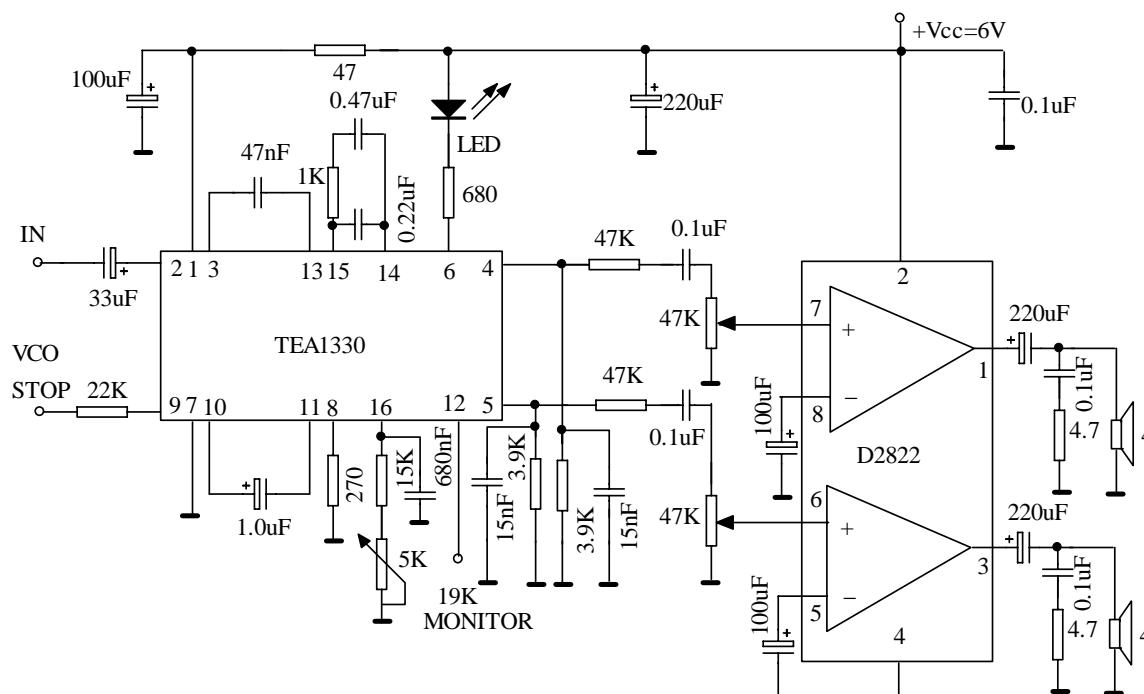 +Vcc=6V
100uF
+
47
0.47uF
+
220uF
0.1uF
LED
47nF
1K
0.22uF
680
IN
+
33uF
47K
0.1uF
2 1 3 13 15 14 6 4
47K
2
7
+
220uF
+
1
TEA1330
VCO
STOP
22K
47K
9 7 10 11 8 16 12 5
0.1uF
100uF
+
8
−
0.1uF
4.7
4
D2822
+
1.0uF
270
15K
680nF
15nF
3.9K
3.9K
15nF
47K
6
+
220uF
+
3
5K
19K
MONITOR
100uF
+
5
−
4
0.1uF
4.7
4